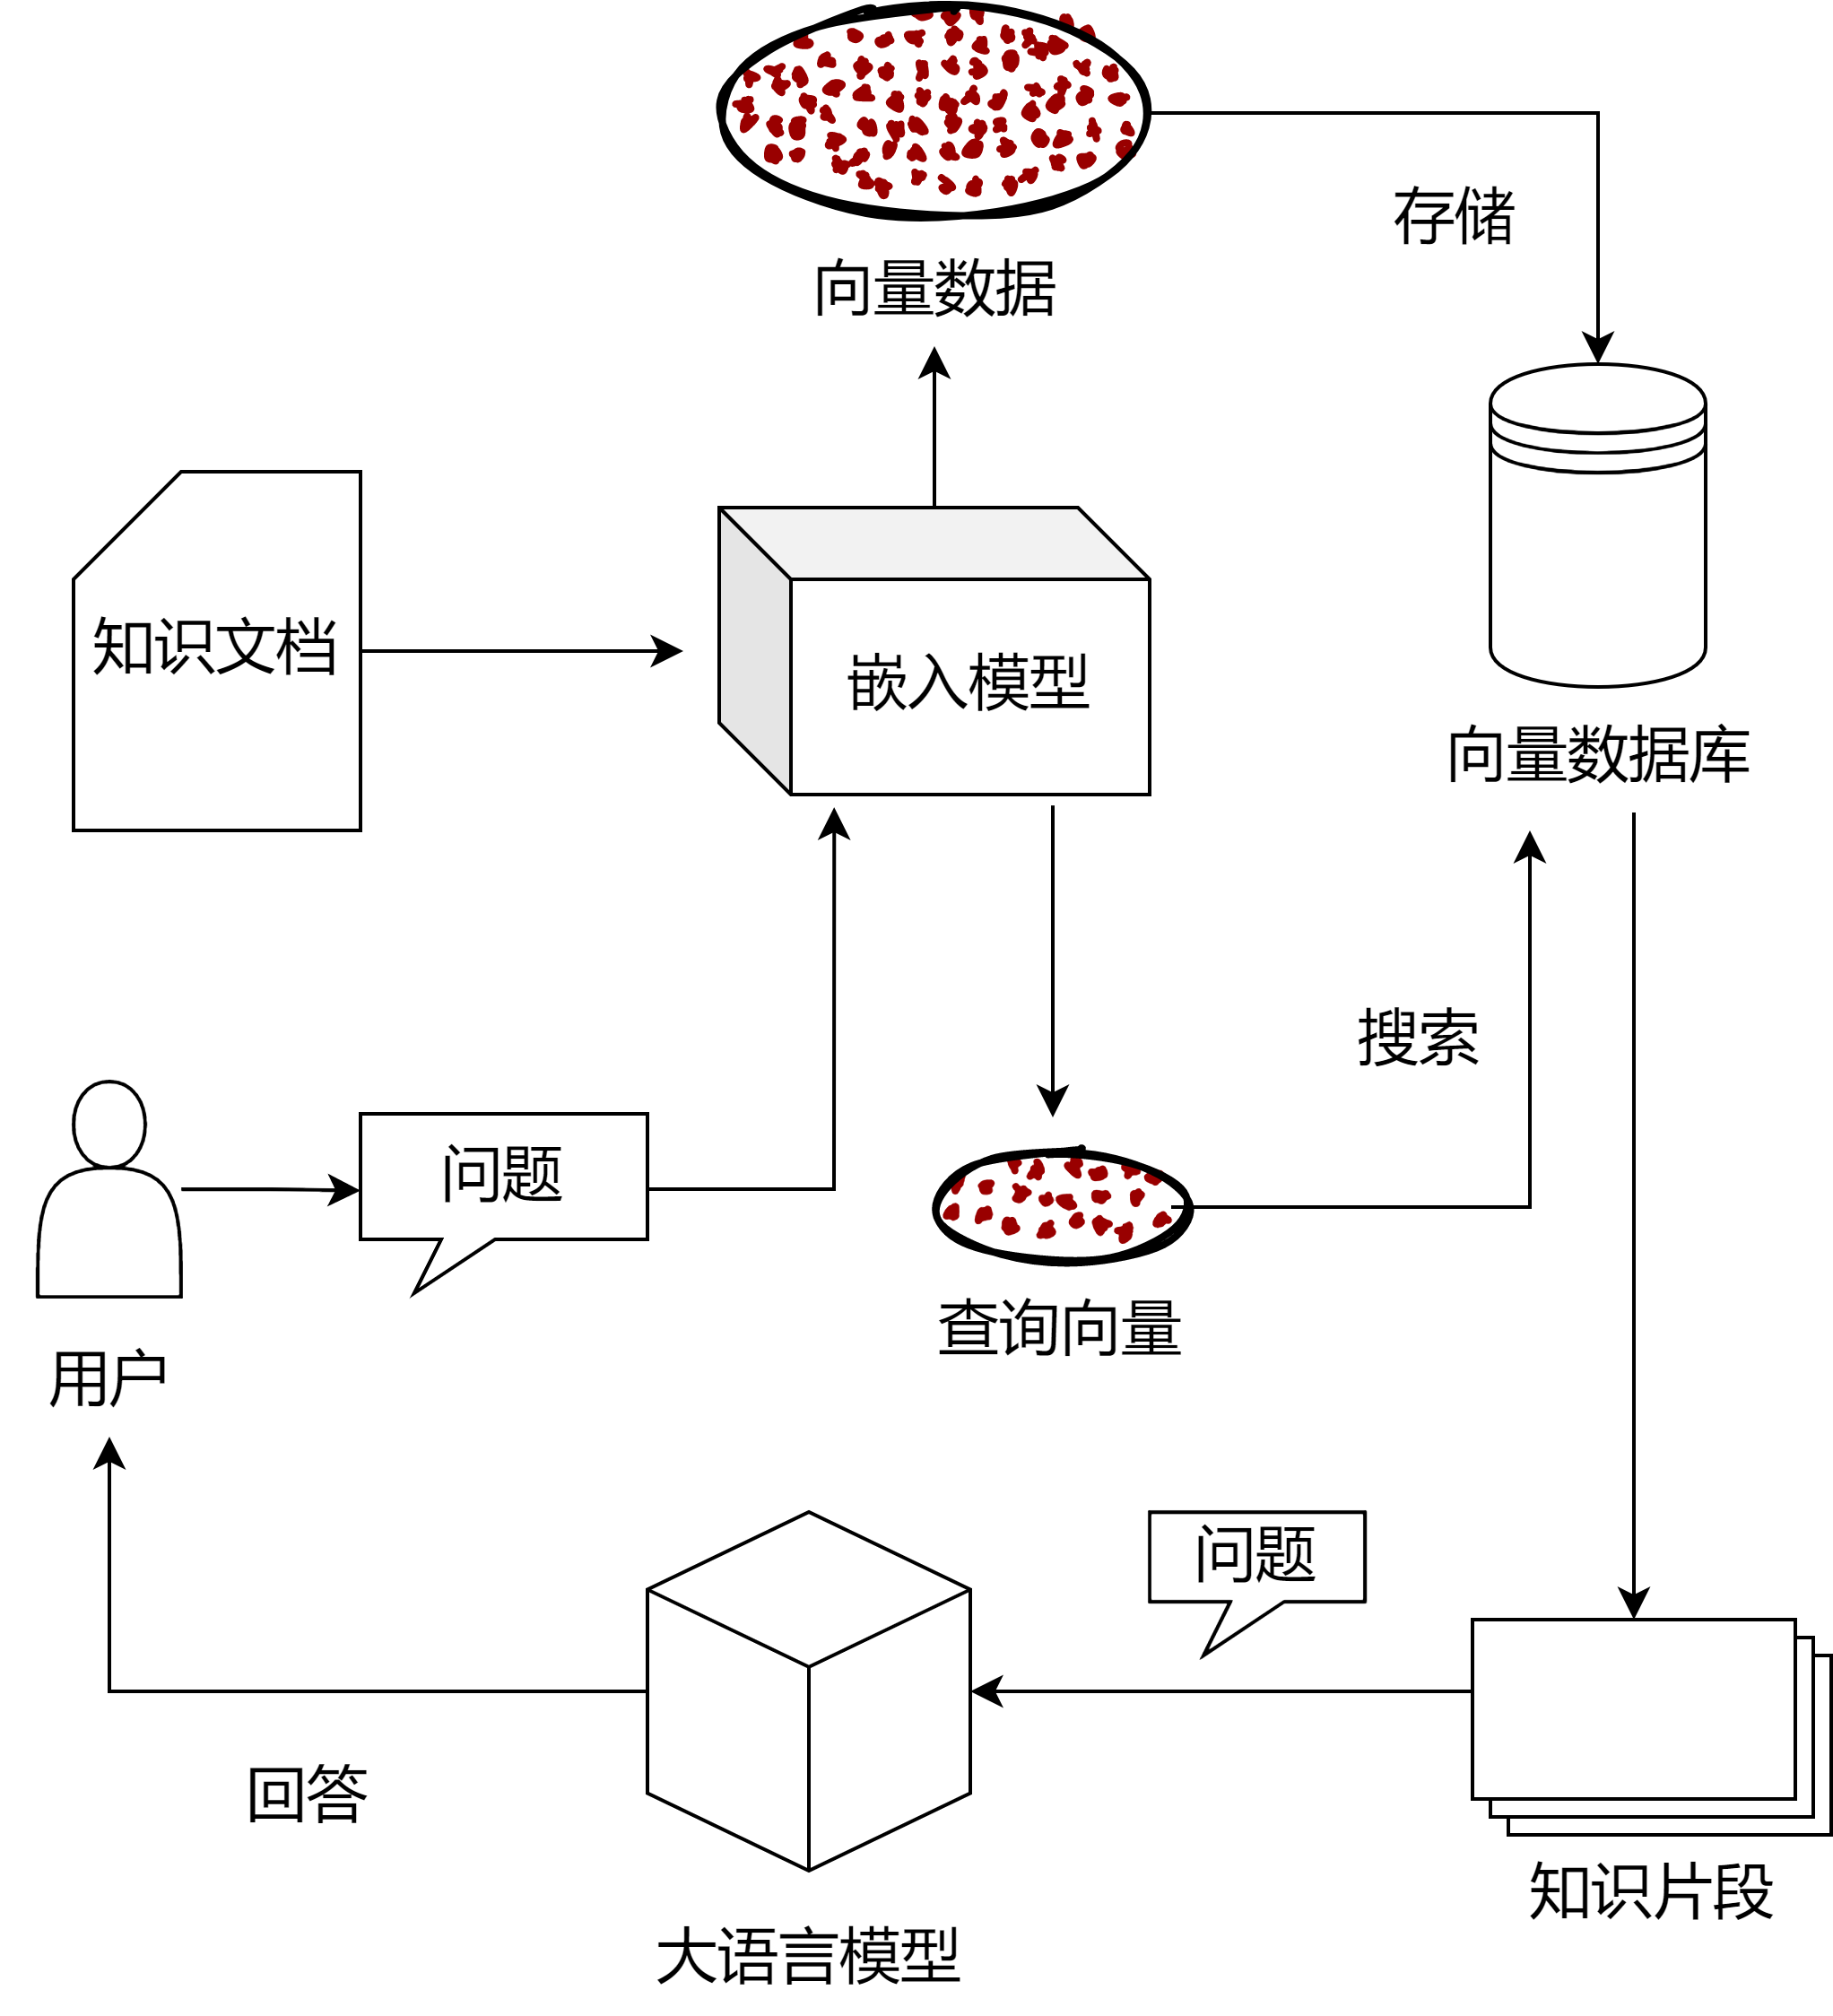 向量数据
存储
知识文档
嵌入模型
向量数据库
搜索
问题
查询向量
用户
问题
回答
知识片段
大语言模型